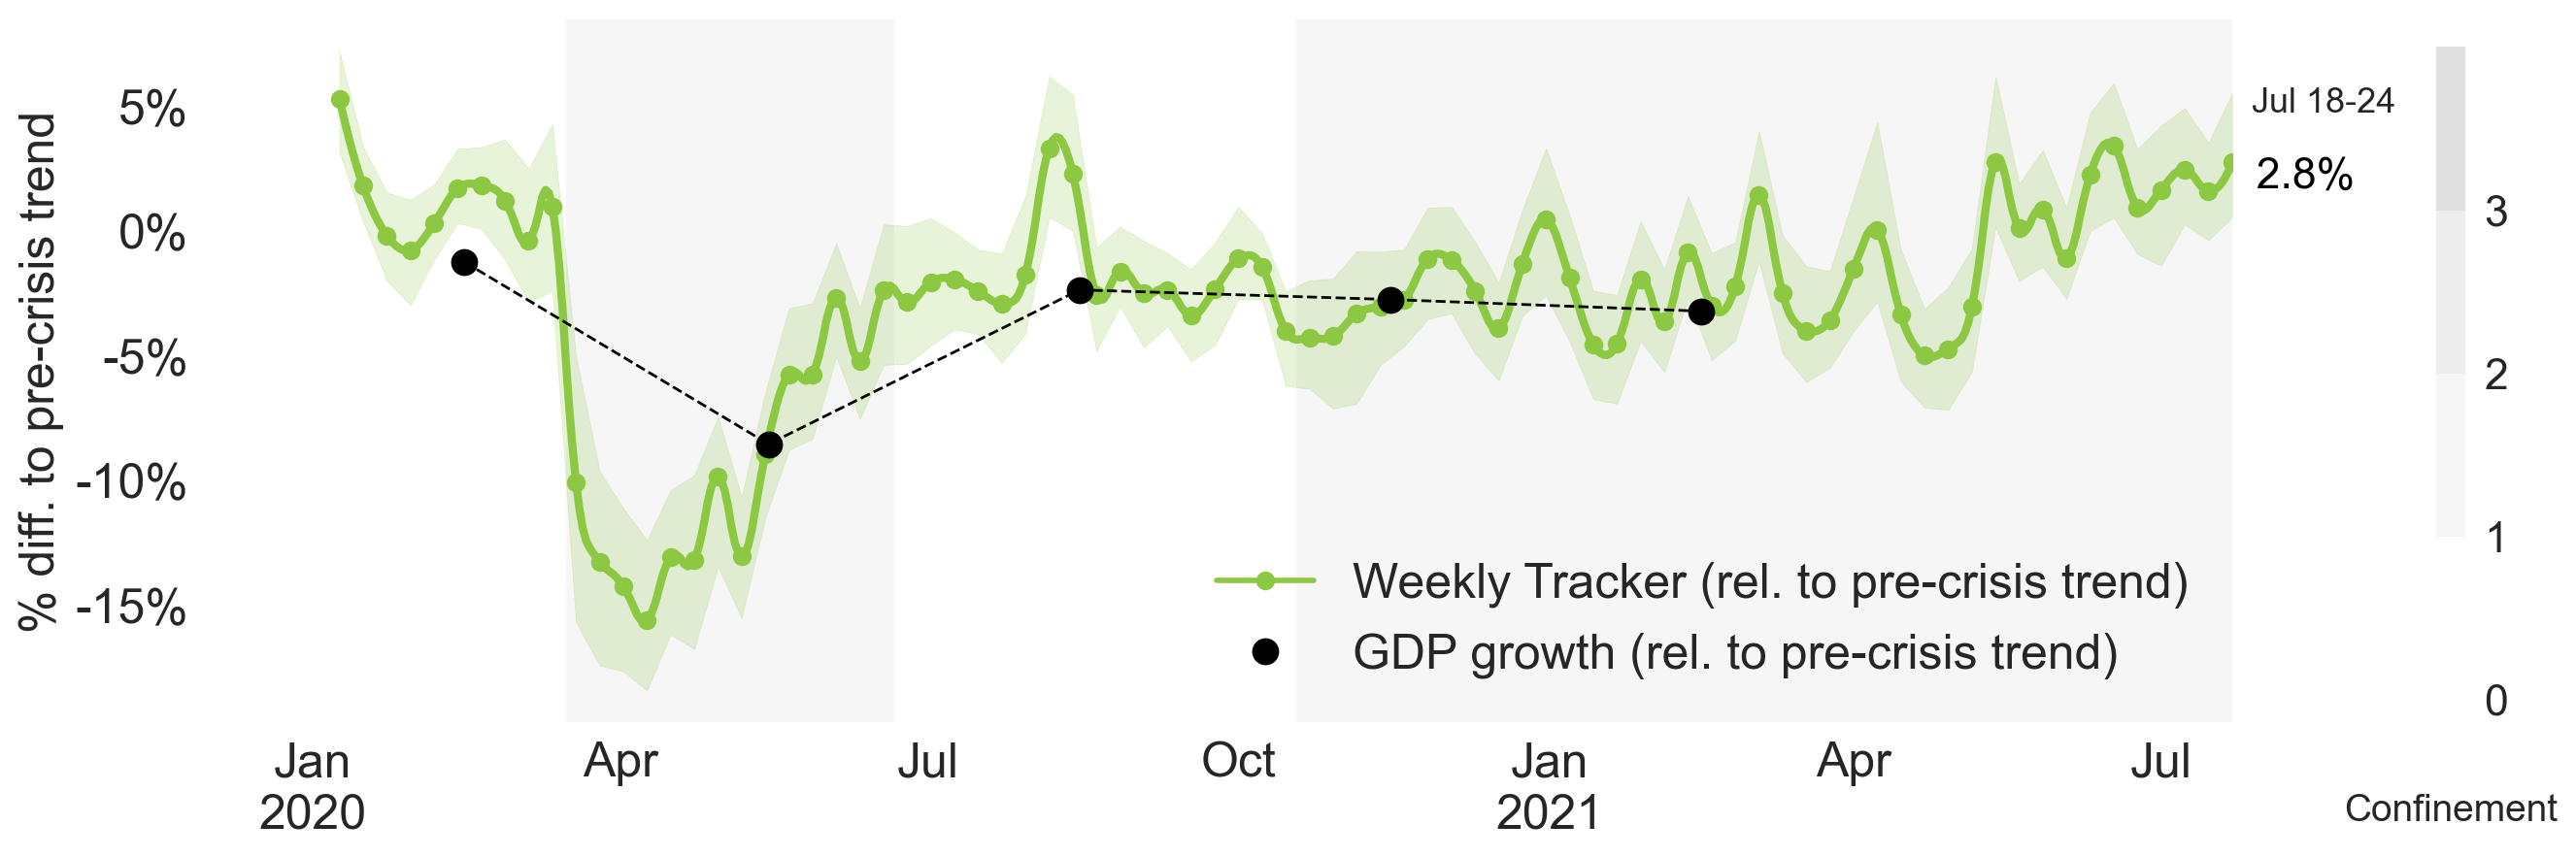 % diff. to pre-crisis trend
5%
0%
-5%
-10%
-15%
Jul 18-24
2.8%
3
2
1
0
Weekly Tracker (rel. to pre-crisis trend)
GDP growth (rel. to pre-crisis trend)
Jan Apr Jul Oct Jan Apr Jul
2020 2021
Confinement